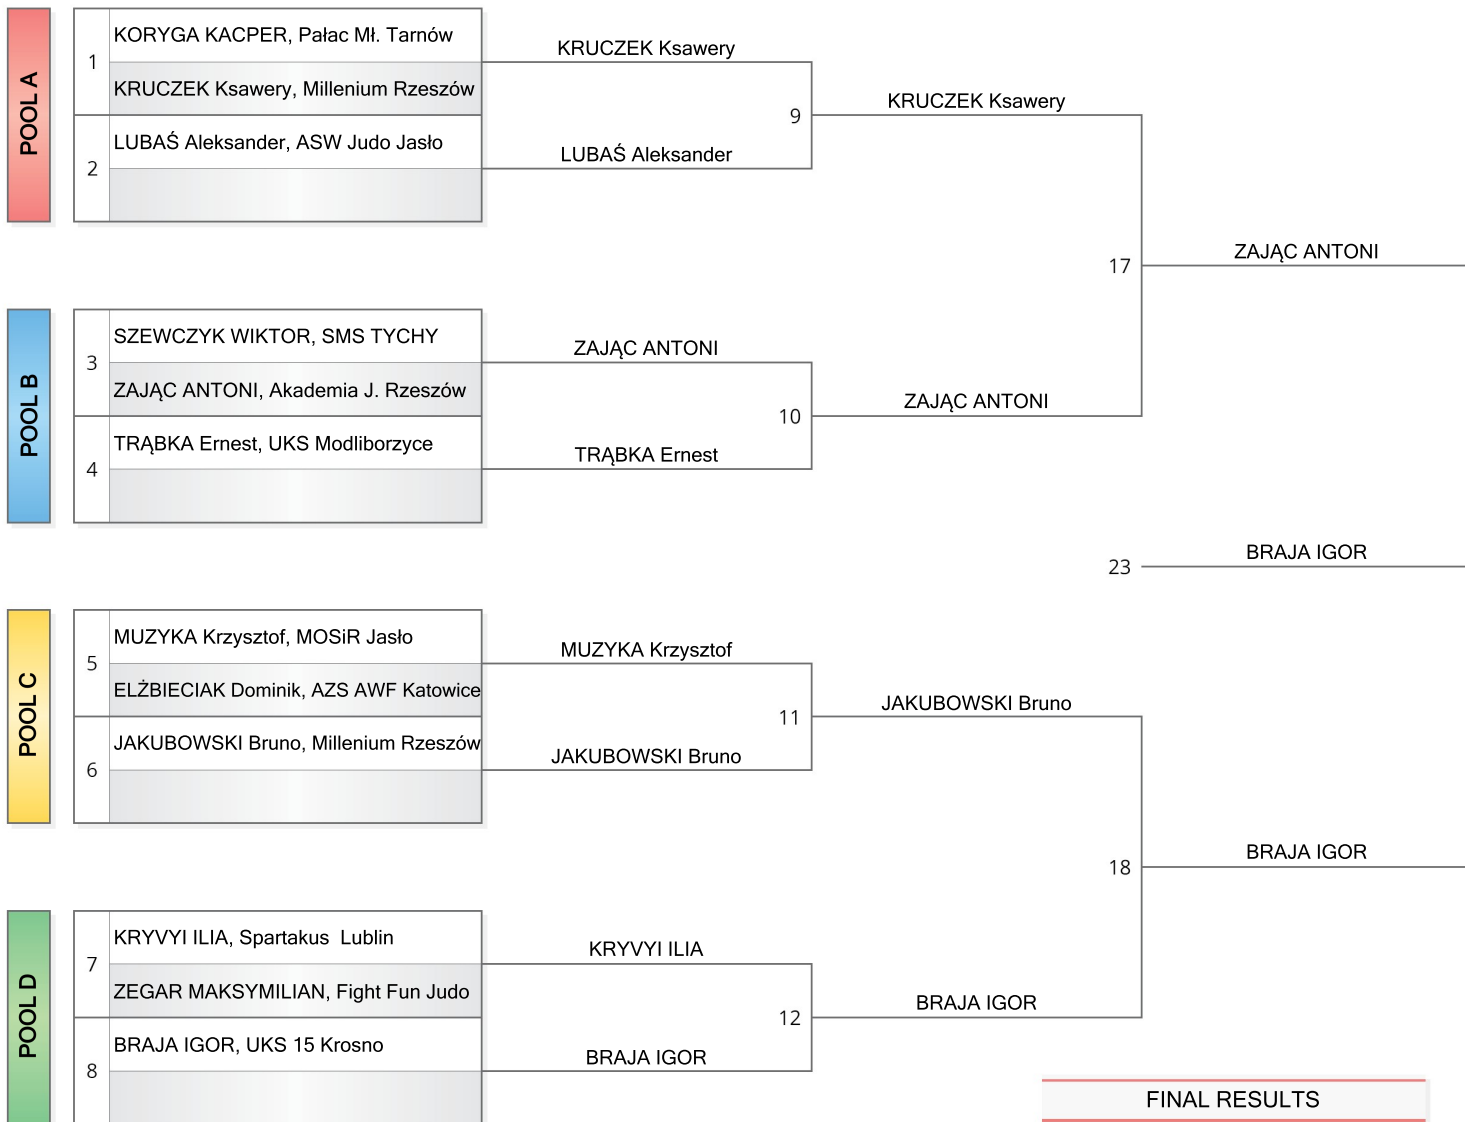 POOL A
1
KORYGA KACPER, Pałac Mł. Tarnów
KRUCZEK Ksawery, Millenium Rzeszów
2
LUBAŚ Aleksander, ASW Judo Jasło
KRUCZEK Ksawery
LUBAŚ Aleksander
9
KRUCZEK Ksawery
17
ZAJĄC ANTONI
POOL B
3
SZEWCZYK WIKTOR, SMS TYCHY
ZAJĄC ANTONI, Akademia J. Rzeszów
4
TRĄBKA Ernest, UKS Modliborzyce
ZAJĄC ANTONI
TRĄBKA Ernest
10
ZAJĄC ANTONI
23
BRAJA IGOR
POOL C
5
MUZYKA Krzysztof, MOSiR Jasło
ELŻBIECIAK Dominik, AZS AWF Katowice
6
JAKUBOWSKI Bruno, Millenium Rzeszów
MUZYKA Krzysztof
JAKUBOWSKI Bruno
11
JAKUBOWSKI Bruno
18
BRAJA IGOR
POOL D
7
KRYVYI ILIA, Spartakus  Lublin
ZEGAR MAKSYMILIAN, Fight Fun Judo
8
BRAJA IGOR, UKS 15 Krosno
KRYVYI ILIA
BRAJA IGOR
12
BRAJA IGOR
FINAL RESULTS